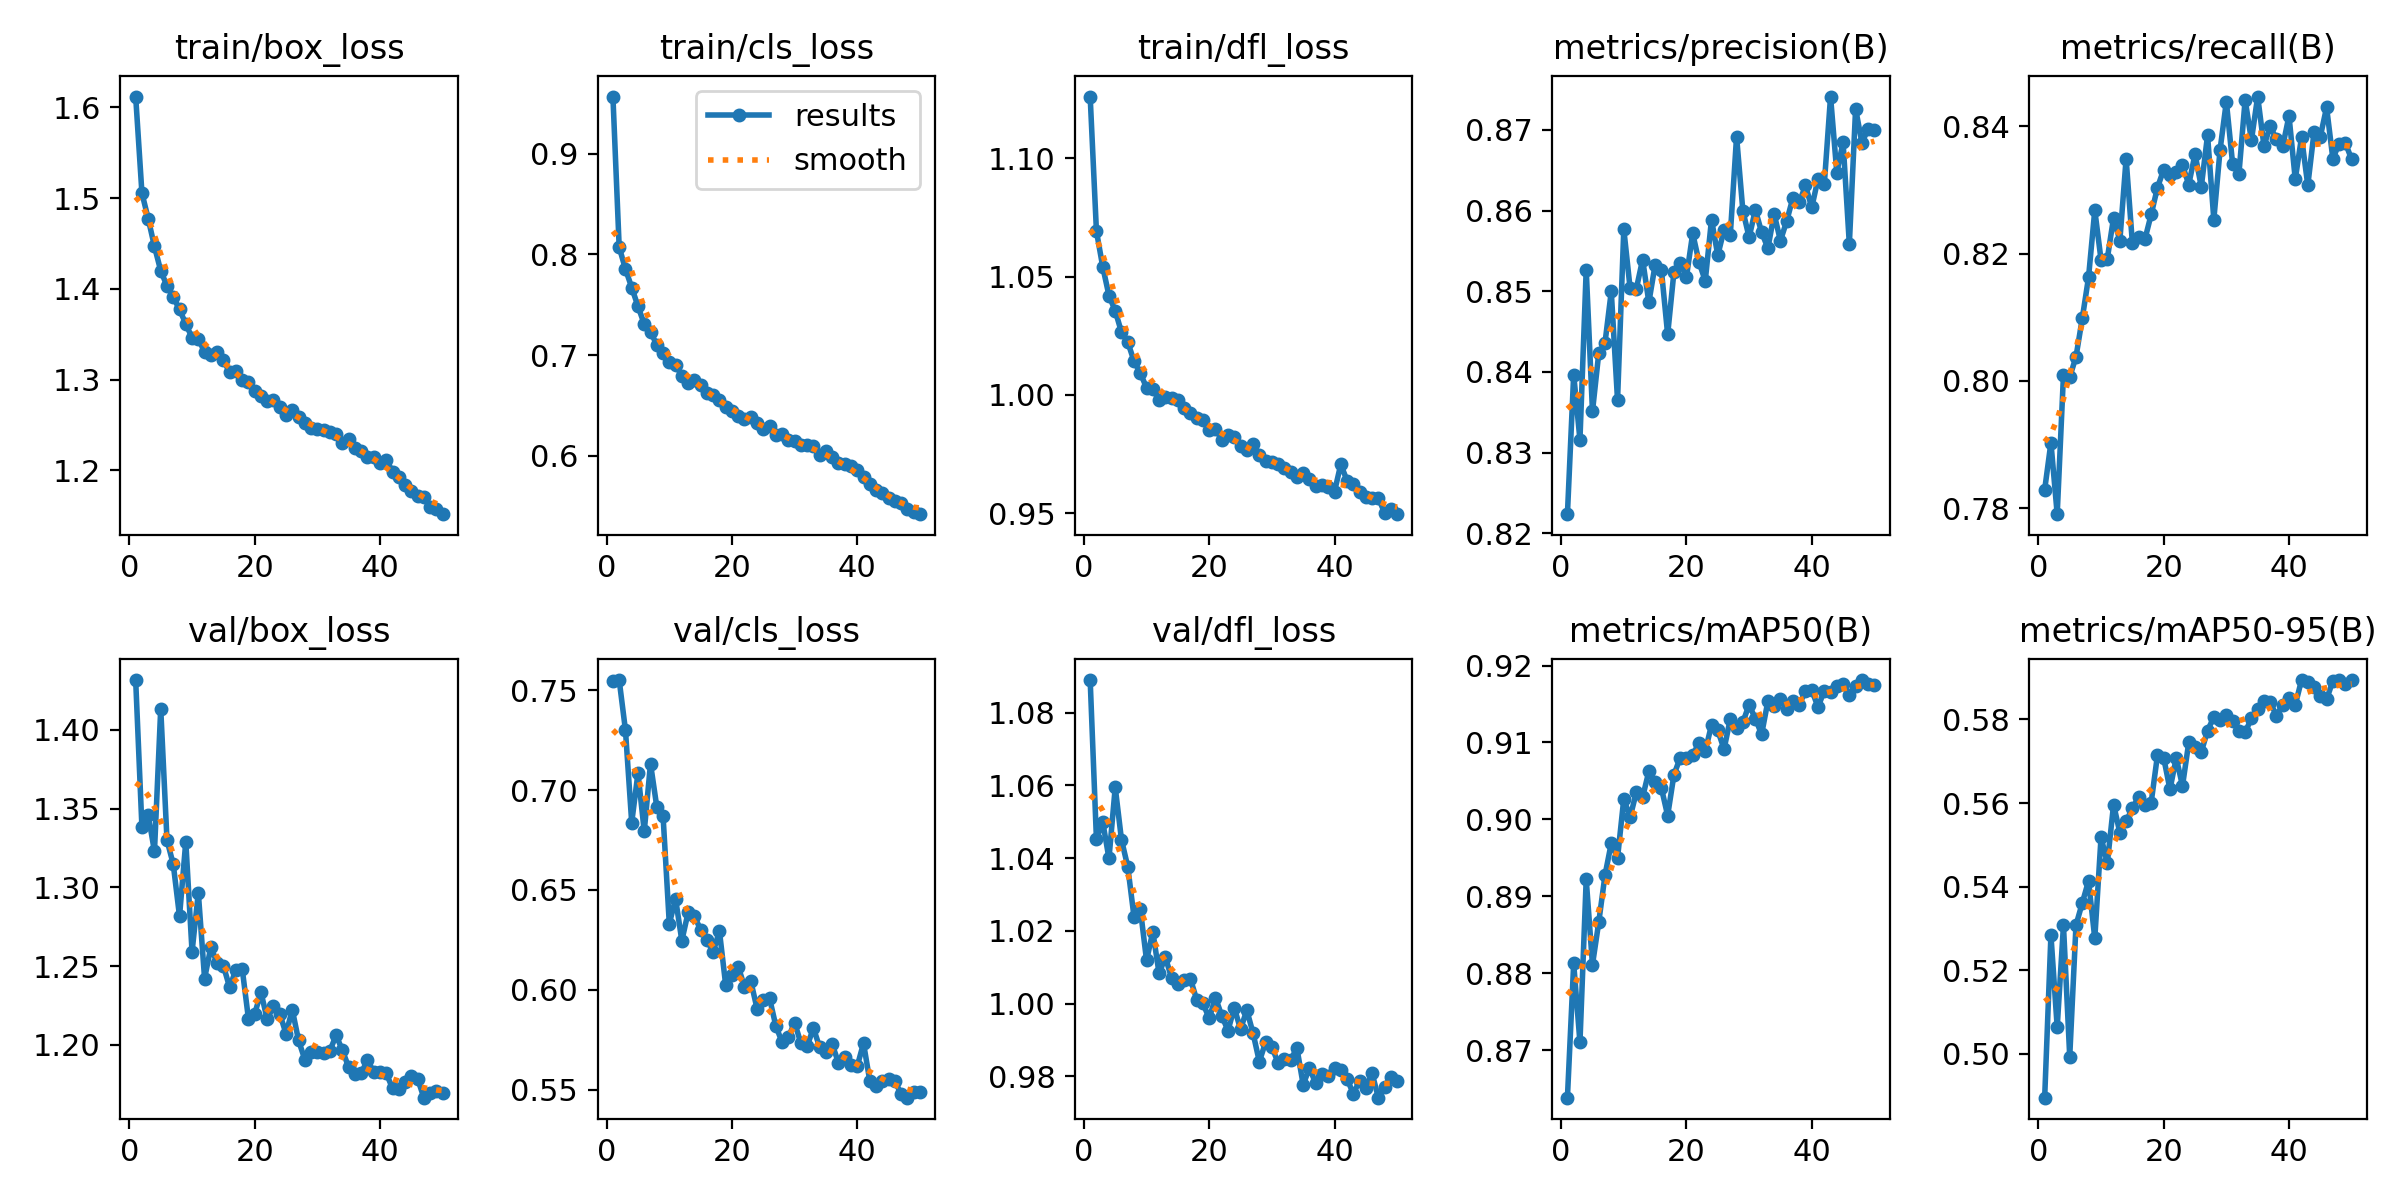 train/box_loss
1.6
1.5
1.4
1.3
1.2
0 20 40
train/cls_loss
results
smooth
0.9
0.8
0.7
0.6
0 20 40
train/dfl_loss
1.10
1.05
1.00
0.95
0 20 40
metrics/precision(B)
0.87
0.86
0.85
0.84
0.83
0.82
0 20 40
metrics/recall(B)
0.84
0.82
0.80
0.78
0 20 40
val/box_loss
1.40
1.35
1.30
1.25
1.20
0 20 40
val/cls_loss
0.75
0.70
0.65
0.60
0.55
0 20 40
val/dfl_loss
1.08
1.06
1.04
1.02
1.00
0.98
0 20 40
metrics/mAP50(B)
0.92
0.91
0.90
0.89
0.88
0.87
0 20 40
metrics/mAP50-95(B)
0.58
0.56
0.54
0.52
0.50
0 20 40